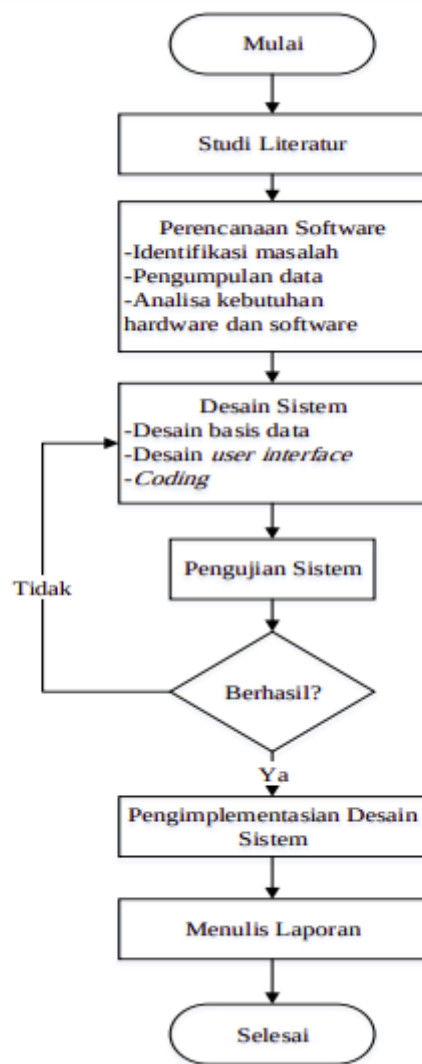 Mulai
Studi Literatur
Perencanaan Software
-Identifikasi masalah
-Pengumpulan data
-Analisa kebutuhan
hardware dan software
Desain Sistem
-Desain basis data
-Desain user interface
-Coding
Pengujian Sistem
Tidak
Berhasil?
Ya
Pengimplementasian Desain
Sistem
Menulis Laporan
Selesai